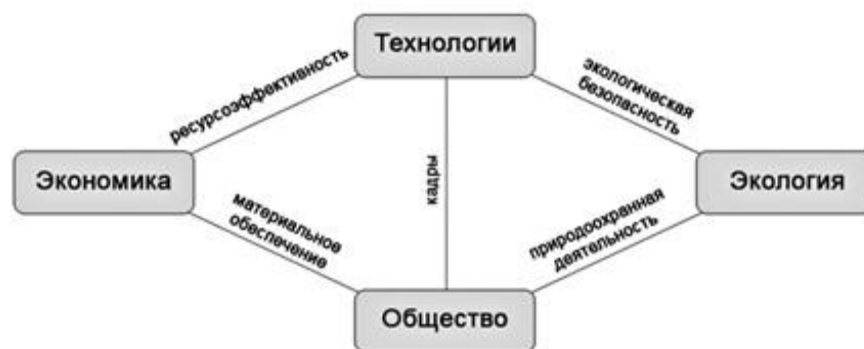 Технологии
ресурсоэффективность
экологическая
безопасность
Экономика
кадры
Экология
материальное
обеспечение
природоохранная
деятельность
Общество